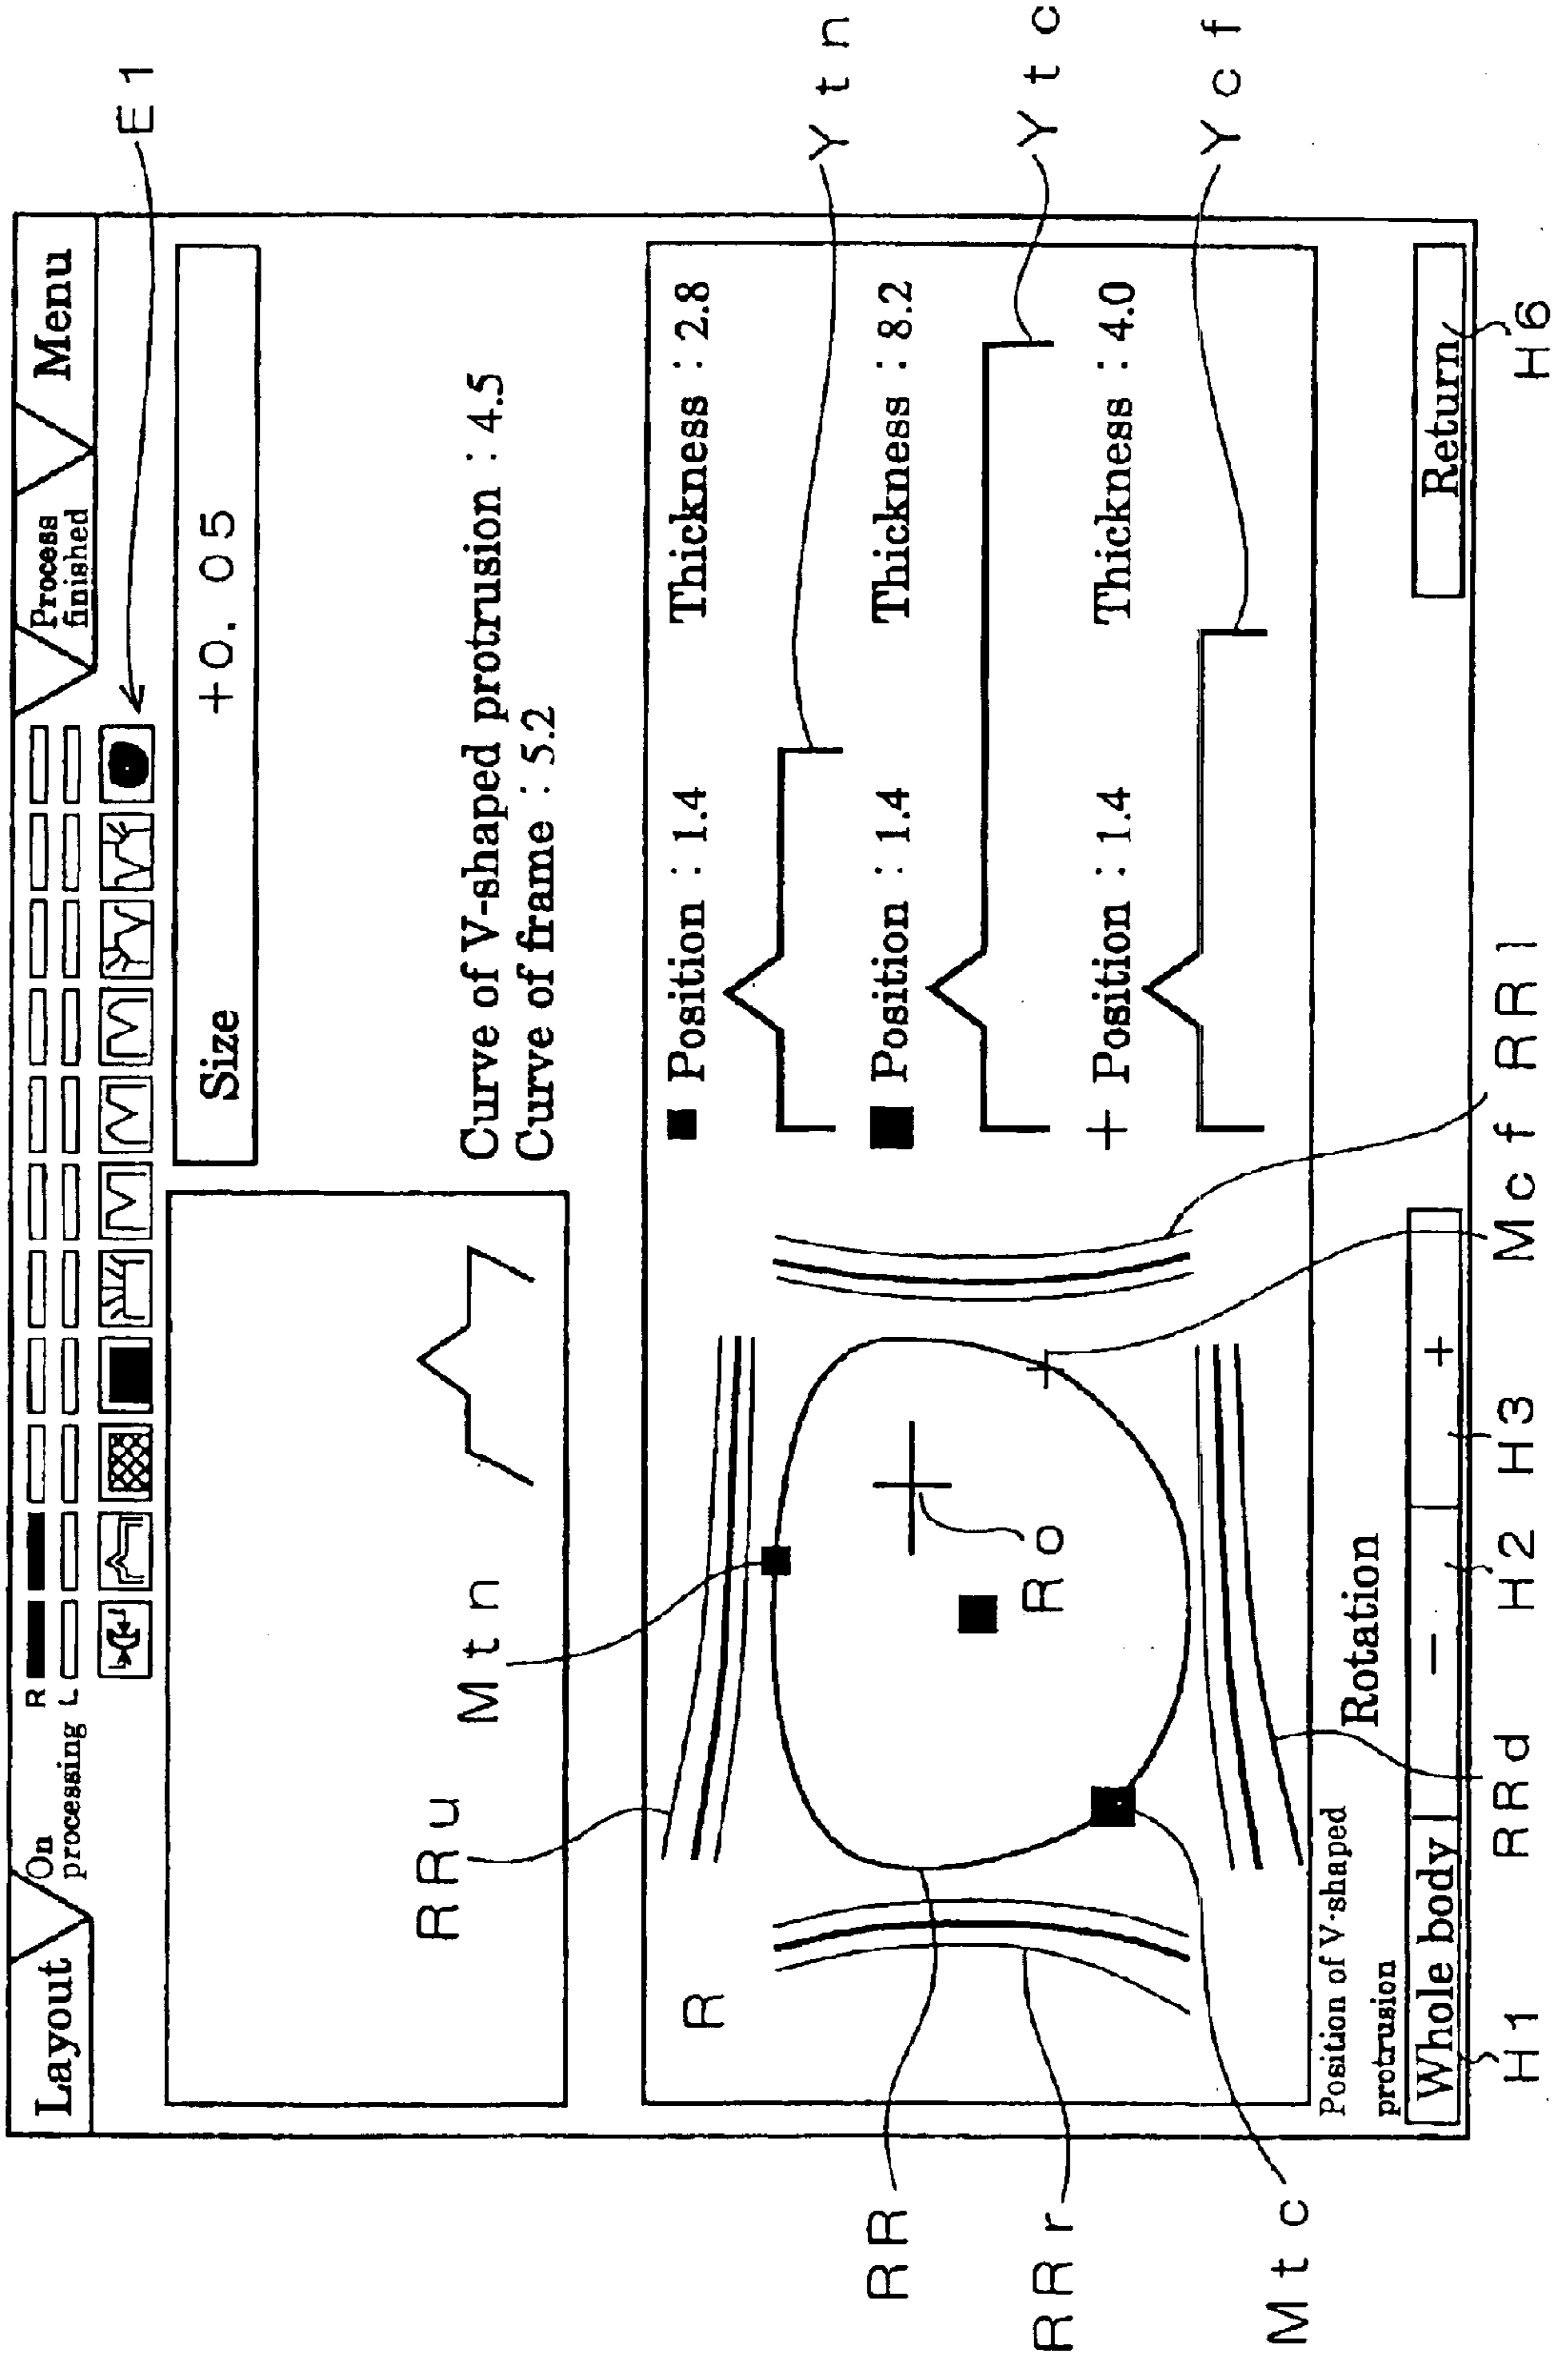 E1
Layout
On
processing
R
L
Process
finished
Menu
Size
+0. 05
Curve of V-shaped protrusion : 4.5
Curve of frame : 5.2
RRu
Mtn
R
Position : 1.4
Thickness : 2.8
Ytn
Position : 1.4
Thickness : 8.2
Ytc
+ Position : 1.4
Thickness : 4.0
Ycf
RR
RRr
Mtc
Ro
Position of V-shaped
protrusion
Rotation
Whole body
−
+
Return
H1
RRd
H2
H3
Mcf
RRl
H6